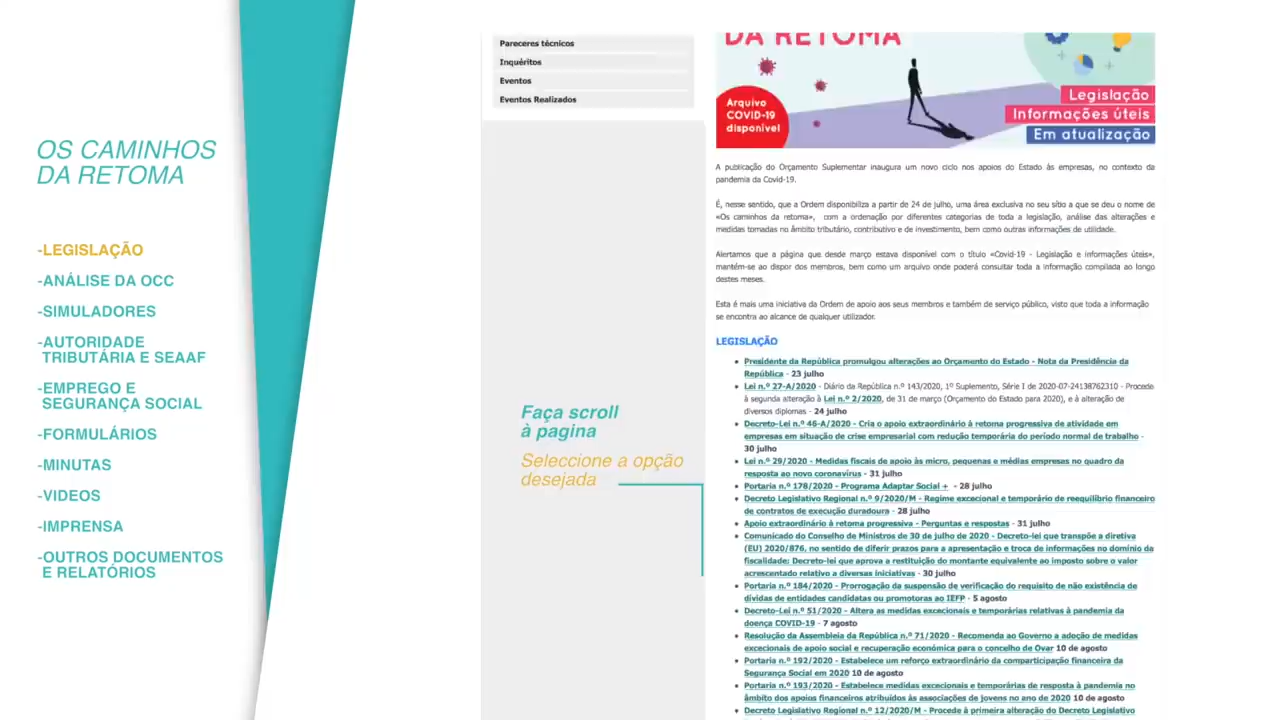 OS CAMINHOS
DA RETOMA
-LEGISLAÇÃO
-ANÁLISE DA OCC
-SIMULADORES
-AUTORIDADE
TRIBUTÁRIA E SEAAF
-EMPREGO E
SEGURANÇA SOCIAL
-FORMULÁRIOS
-MINUTAS
-VIDEOS
-IMPRENSA
-OUTROS DOCUMENTOS
E RELATÓRIOS
Pareceres técnicos
Inquéritos
Eventos
Eventos Realizados
Faça scroll
à pagina
Seleccione a opção
desejada
DA RETOMA
Arquivo
COVID-19
disponível
Legislação
Informações úteis
Em atualização
A publicação do Orçamento Suplementar inaugura um novo ciclo nos apoios do Estado às empresas, no contexto da
pandemia da Covid-19.
É, nesse sentido, que a Ordem disponibiliza a partir de 24 de julho, uma área exclusiva no seu sítio a que se deu o nome de
«Os caminhos da retoma», com a ordenação por diferentes categorias de toda a legislação, análise das alterações e
medidas tomadas no âmbito tributário, contributivo e de investimento, bem como outras informações de utilidade.
Alertamos que a página que desde março estava disponível com o título «Covid-19 - Legislação e informações úteis»,
mantém-se ao dispor dos membros, bem como um arquivo onde poderá consultar toda a informação compilada ao longo
destes meses.
Esta é mais uma iniciativa da Ordem de apoio aos seus membros e também de serviço público, visto que toda a informação
se encontra ao alcance de qualquer utilizador.
LEGISLAÇÃO
• Presidente da República promulgou alterações ao Orçamento do Estado - Nota da Presidência da
República - 23 julho
• Lei n.º 27-A/2020 - Diário da República n.º 143/2020, 1º Suplemento, Série I de 2020-07-24138762310 - Procede
à segunda alteração à Lei n.º 2/2020, de 31 de março (Orçamento do Estado para 2020), e à alteração de
diversos diplomas - 24 julho
• Decreto-Lei n.º 46-A/2020 - Cria o apoio extraordinário à retoma progressiva de atividade em
empresas em situação de crise empresarial com redução temporária do período normal de trabalho -
30 julho
• Lei n.º 29/2020 - Medidas fiscais de apoio às micro, pequenas e médias empresas no quadro da
resposta ao novo coronavírus - 31 julho
• Portaria n.º 178/2020 - Programa Adaptar Social + - 28 julho
• Decreto Legislativo Regional n.º 9/2020/M - Regime excecional e temporário de reequilíbrio financeiro
de contratos de execução duradoura - 28 julho
• Apoio extraordinário à retoma progressiva - Perguntas e respostas - 31 julho
• Comunicado do Conselho de Ministros de 30 de julho de 2020 - Decreto-lei que transpõe a diretiva
(EU) 2020/876, no sentido de diferir prazos para a apresentação e troca de informações no domínio da
fiscalidade; Decreto-lei que aprova a restituição do montante equivalente ao imposto sobre o valor
acrescentado relativo a diversas iniciativas - 30 julho
• Portaria n.º 184/2020 - Prorrogação da suspensão de verificação do requisito de não existência de
dívidas de entidades candidatas ou promotoras ao IEFP - 5 agosto
• Decreto-Lei n.º 51/2020 - Altera as medidas excecionais e temporárias relativas à pandemia da
doença COVID-19 - 7 agosto
• Resolução da Assembleia da República n.º 71/2020 - Recomenda ao Governo a adoção de medidas
excecionais de apoio social e recuperação económica para o concelho de Ovar 10 de agosto
• Portaria n.º 192/2020 - Estabelece um reforço extraordinário da comparticipação financeira da
Segurança Social em 2020 10 de agosto
• Portaria n.º 193/2020 - Estabelece medidas excecionais e temporárias de resposta à pandemia no
âmbito dos apoios financeiros atribuídos às associações de jovens no ano de 2020 10 de agosto
• Decreto Legislativo Regional n.º 12/2020/M - Procede à primeira alteração do Decreto Legislativo